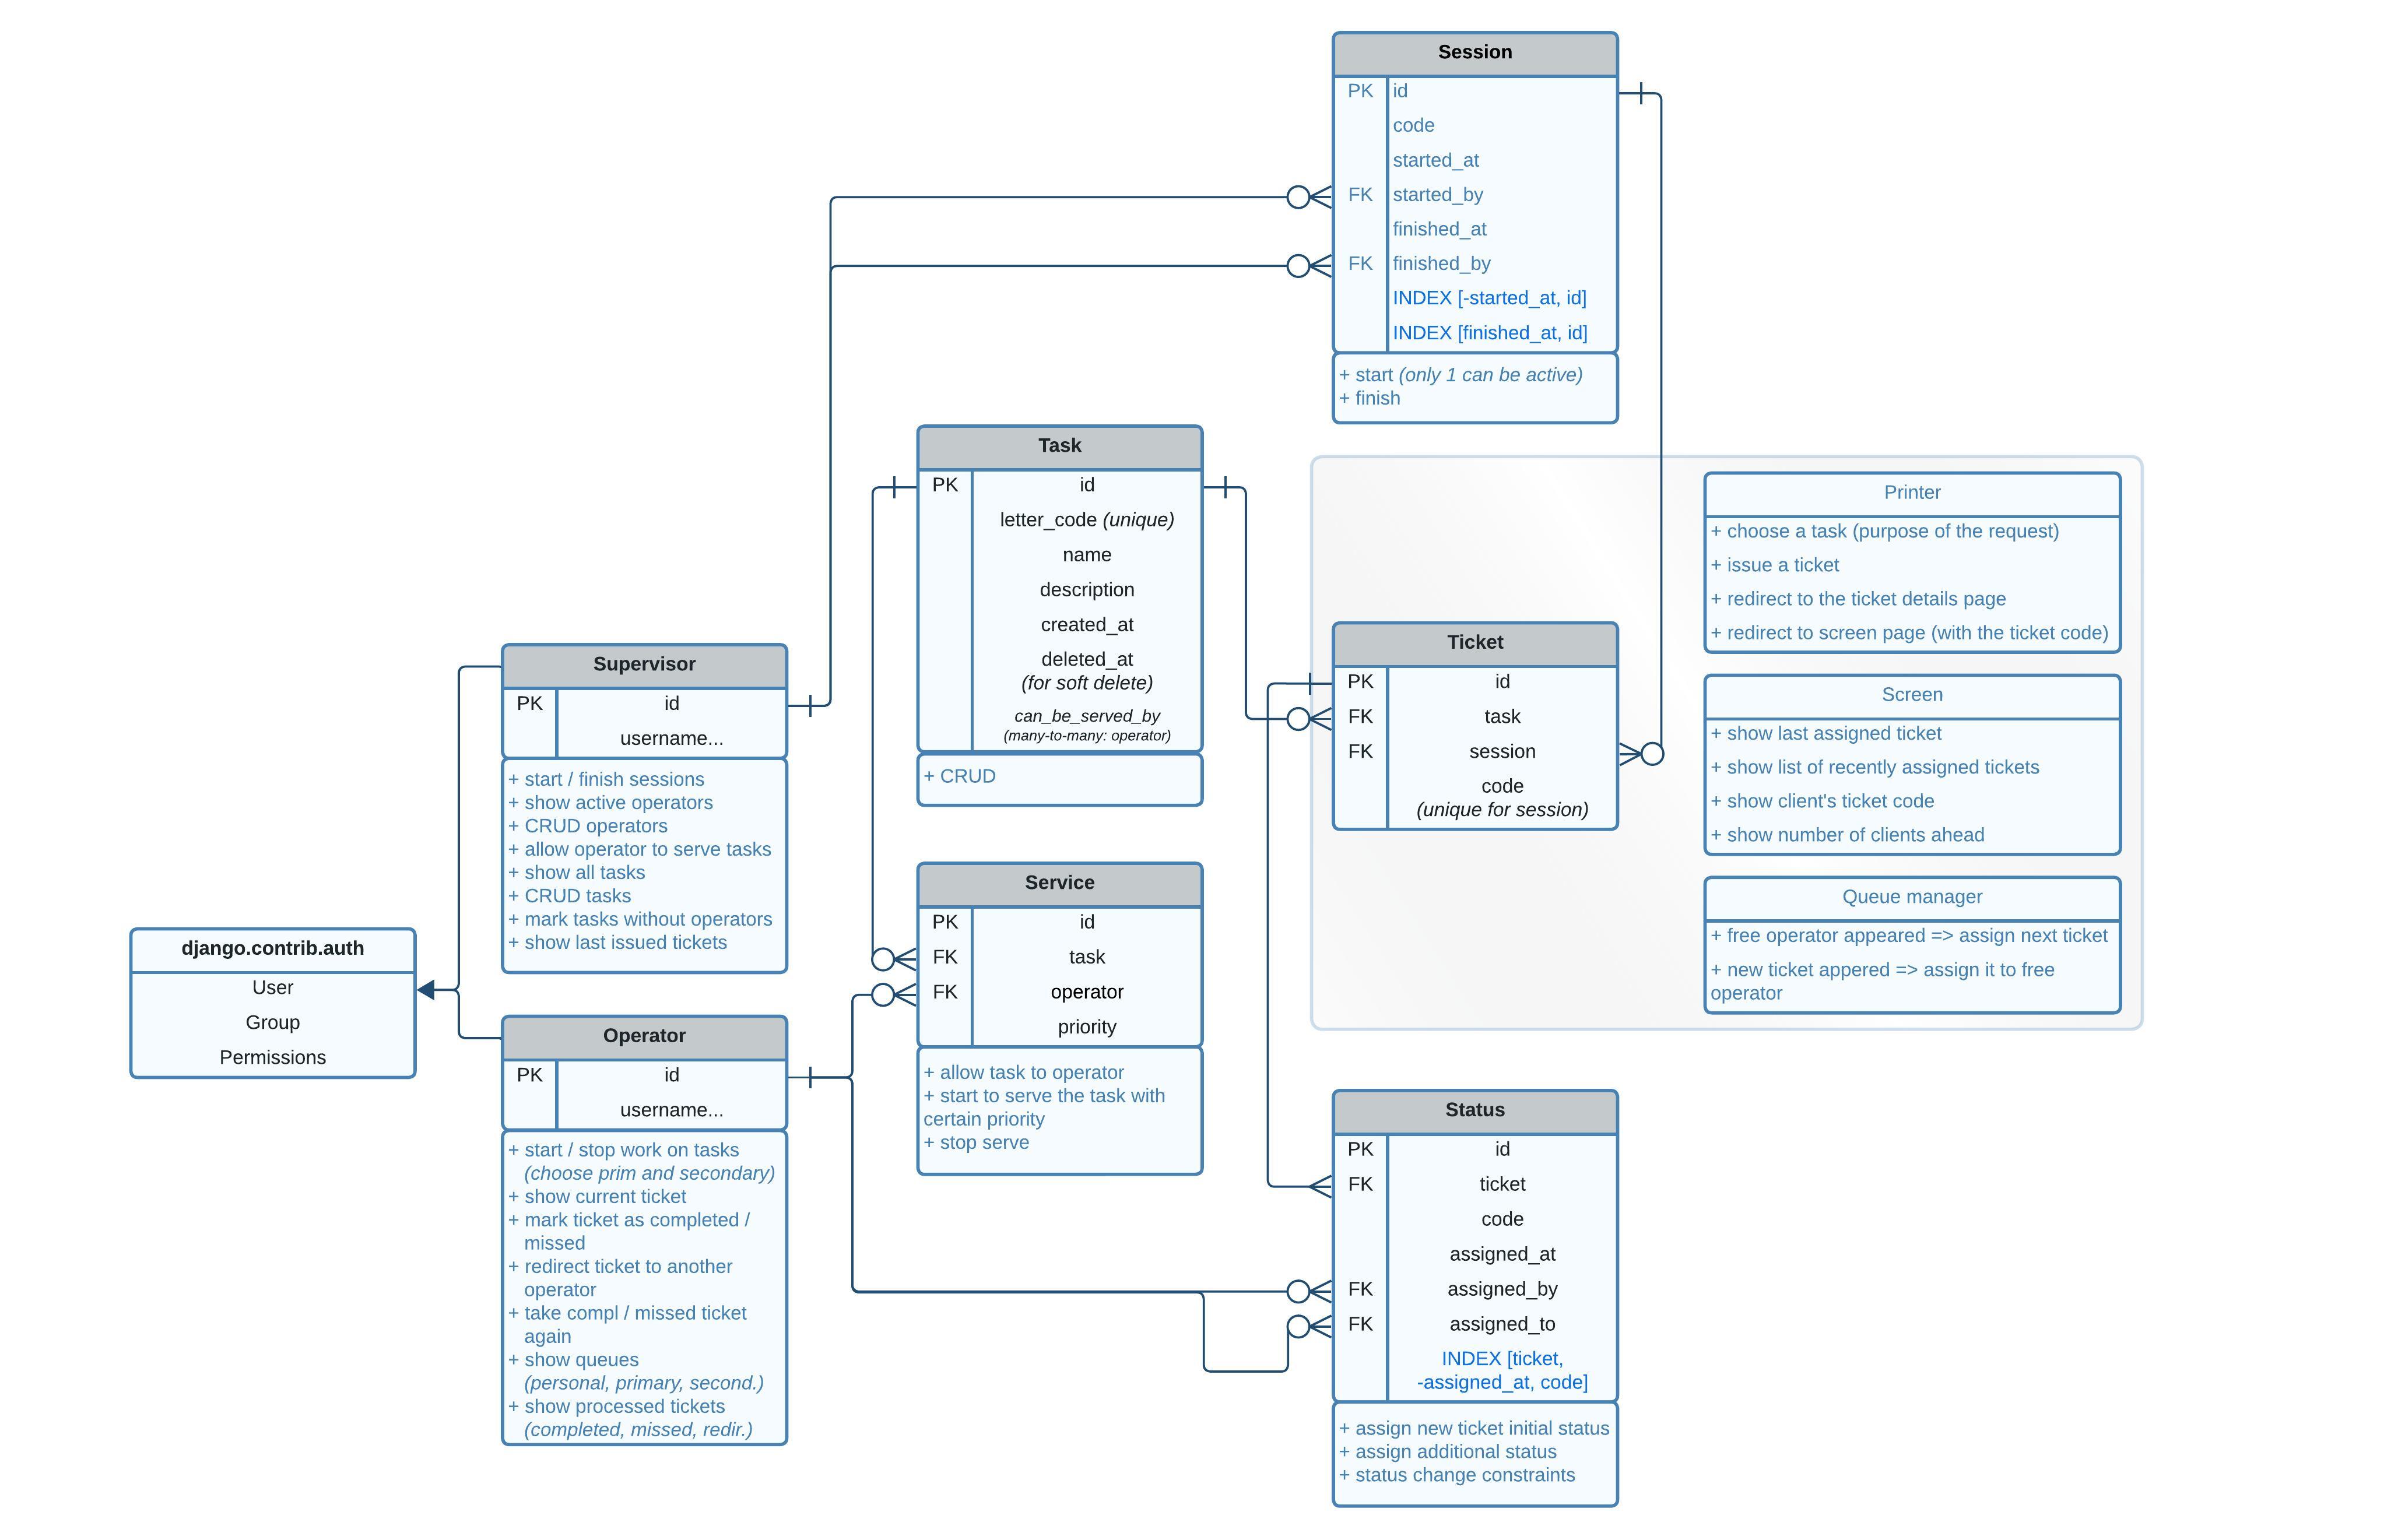 Session
PK id
code
started_at
FK started_by
finished_at
FK finished_by
INDEX [-started_at, id]
INDEX [finished_at, id]
+ start (only 1 can be active)
+ finish
Task
PK id
letter_code (unique)
name
description
created_at
deleted_at
(for soft delete)
can_be_served_by
(many-to-many: operator)
+ CRUD
Printer
+ choose a task (purpose of the request)
+ issue a ticket
+ redirect to the ticket details page
+ redirect to screen page (with the ticket code)
Ticket
PK id
FK task
FK session
code
(unique for session)
Screen
+ show last assigned ticket
+ show list of recently assigned tickets
+ show client's ticket code
+ show number of clients ahead
Queue manager
+ free operator appeared => assign next ticket
+ new ticket appered => assign it to free
operator
Supervisor
PK id
username...
+ start / finish sessions
+ show active operators
+ CRUD operators
+ allow operator to serve tasks
+ show all tasks
+ CRUD tasks
+ mark tasks without operators
+ show last issued tickets
Service
PK id
FK task
FK operator
priority
+ allow task to operator
+ start to serve the task with
certain priority
+ stop serve
django.contrib.auth
User
Group
Permissions
Operator
PK id
username...
+ start / stop work on tasks
(choose prim and secondary)
+ show current ticket
+ mark ticket as completed /
missed
+ redirect ticket to another
operator
+ take compl / missed ticket
again
+ show queues
(personal, primary, second.)
+ show processed tickets
(completed, missed, redir.)
Status
PK id
FK ticket
code
assigned_at
FK assigned_by
FK assigned_to
INDEX [ticket,
-assigned_at, code]
+ assign new ticket initial status
+ assign additional status
+ status change constraints